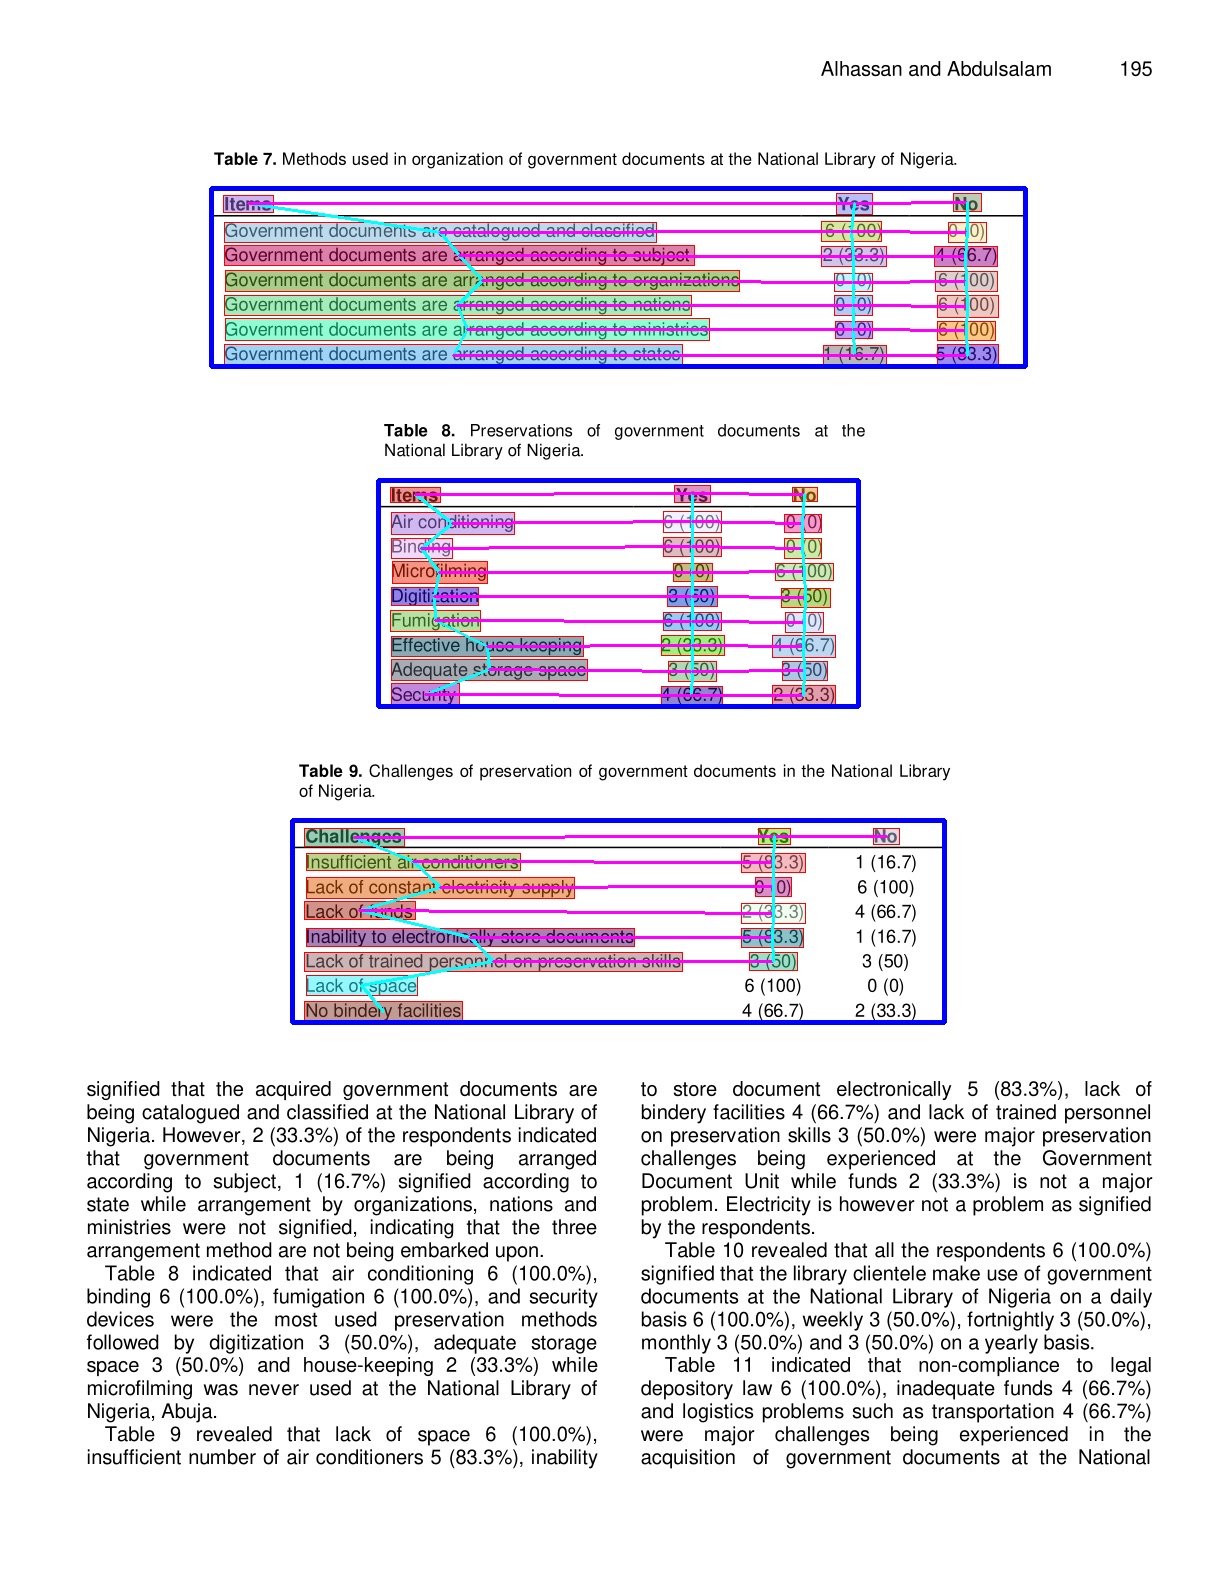 Alhassan and Abdulsalam 195
Table 7. Methods used in organization of government documents at the National Library of Nigeria.
Items Yes No
Government documents are catalogued and classified 6 (100) 0 (0)
Government documents are arranged according to subject 2 (33.3) 4 (66.7)
Government documents are arranged according to organizations 0 (0) 6 (100)
Government documents are arranged according to nations 0 (0) 6 (100)
Government documents are arranged according to ministries 0 (0) 6 (100)
Government documents are arranged according to states 1 (16.7) 5 (83.3)
Table 8. Preservations of government documents at the
National Library of Nigeria.
Items Yes No
Air conditioning 6 (100) 0 (0)
Binding 6 (100) 0 (0)
Microfilming 0 (0) 6 (100)
Digitization 3 (50) 3 (50)
Fumigation 6 (100) 0 (0)
Effective house keeping 2 (33.3) 4 (66.7)
Adequate storage space 3 (50) 3 (50)
Security 4 (66.7) 2 (33.3)
Table 9. Challenges of preservation of government documents in the National Library
of Nigeria.
Challenges Yes No
Insufficient air conditioners 5 (83.3) 1 (16.7)
Lack of constant electricity supply 0 (0) 6 (100)
Lack of funds 2 (33.3) 4 (66.7)
Inability to electronically store documents 5 (83.3) 1 (16.7)
Lack of trained personnel on preservation skills 3 (50) 3 (50)
Lack of space 6 (100) 0 (0)
No bindery facilities 4 (66.7) 2 (33.3)
signified that the acquired government documents are
being catalogued and classified at the National Library of
Nigeria. However, 2 (33.3%) of the respondents indicated
that government documents are being arranged
according to subject, 1 (16.7%) signified according to
state while arrangement by organizations, nations and
ministries were not signified, indicating that the three
arrangement method are not being embarked upon.
Table 8 indicated that air conditioning 6 (100.0%),
binding 6 (100.0%), fumigation 6 (100.0%), and security
devices were the most used preservation methods
followed by digitization 3 (50.0%), adequate storage
space 3 (50.0%) and house-keeping 2 (33.3%) while
microfilming was never used at the National Library of
Nigeria, Abuja.
Table 9 revealed that lack of space 6 (100.0%),
insufficient number of air conditioners 5 (83.3%), inability
to store document electronically 5 (83.3%), lack of
bindery facilities 4 (66.7%) and lack of trained personnel
on preservation skills 3 (50.0%) were major preservation
challenges being experienced at the Government
Document Unit while funds 2 (33.3%) is not a major
problem. Electricity is however not a problem as signified
by the respondents.
Table 10 revealed that all the respondents 6 (100.0%)
signified that the library clientele make use of government
documents at the National Library of Nigeria on a daily
basis 6 (100.0%), weekly 3 (50.0%), fortnightly 3 (50.0%),
monthly 3 (50.0%) and 3 (50.0%) on a yearly basis.
Table 11 indicated that non-compliance to legal
depository law 6 (100.0%), inadequate funds 4 (66.7%)
and logistics problems such as transportation 4 (66.7%)
were major challenges being experienced in the
acquisition of government documents at the National